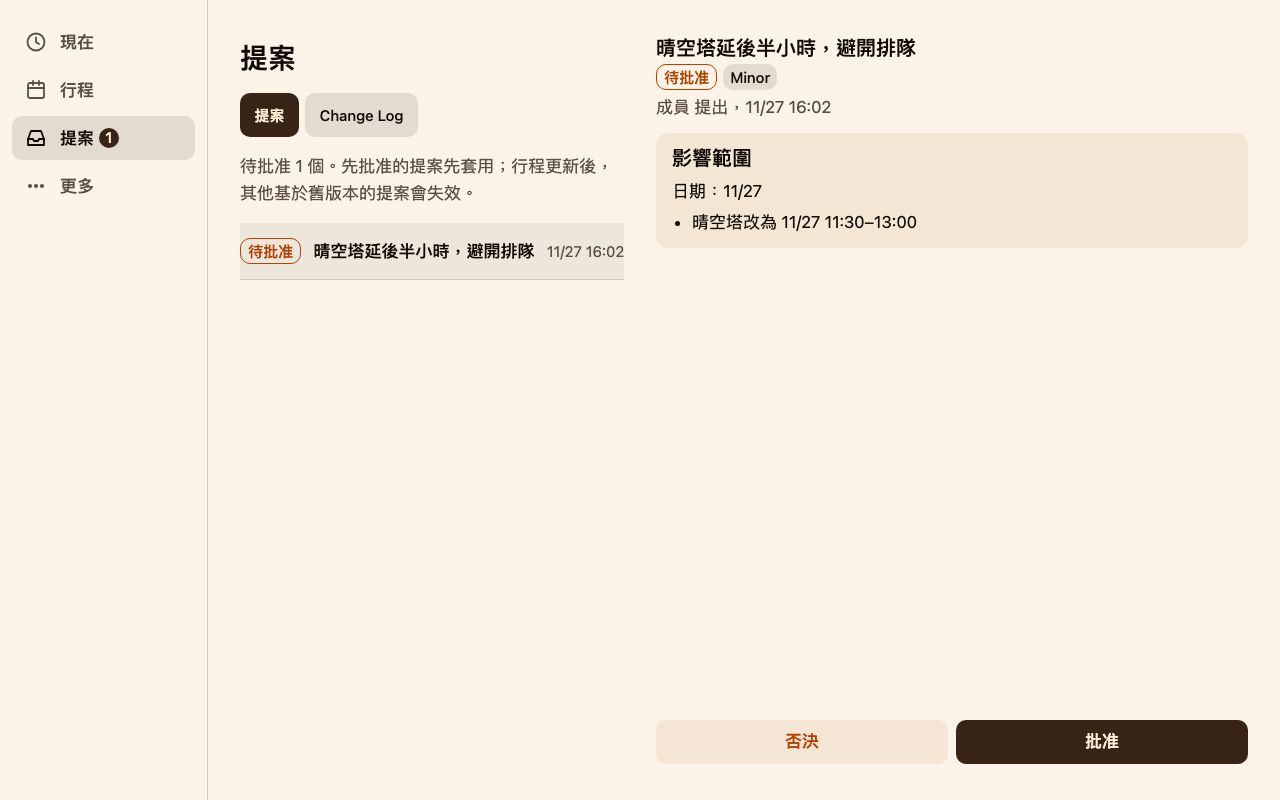 現在
行程
提案 1
更多
提案
提案
Change Log
待批准 1 個。先批准的提案先套用；行程更新後，
其他基於舊版本的提案會失效。
待批准 晴空塔延後半小時，避開排隊 11/27 16:02
晴空塔延後半小時，避開排隊
待批准 Minor
成員 提出，11/27 16:02
影響範圍
日期：11/27
• 晴空塔改為 11/27 11:30–13:00
否決
批准